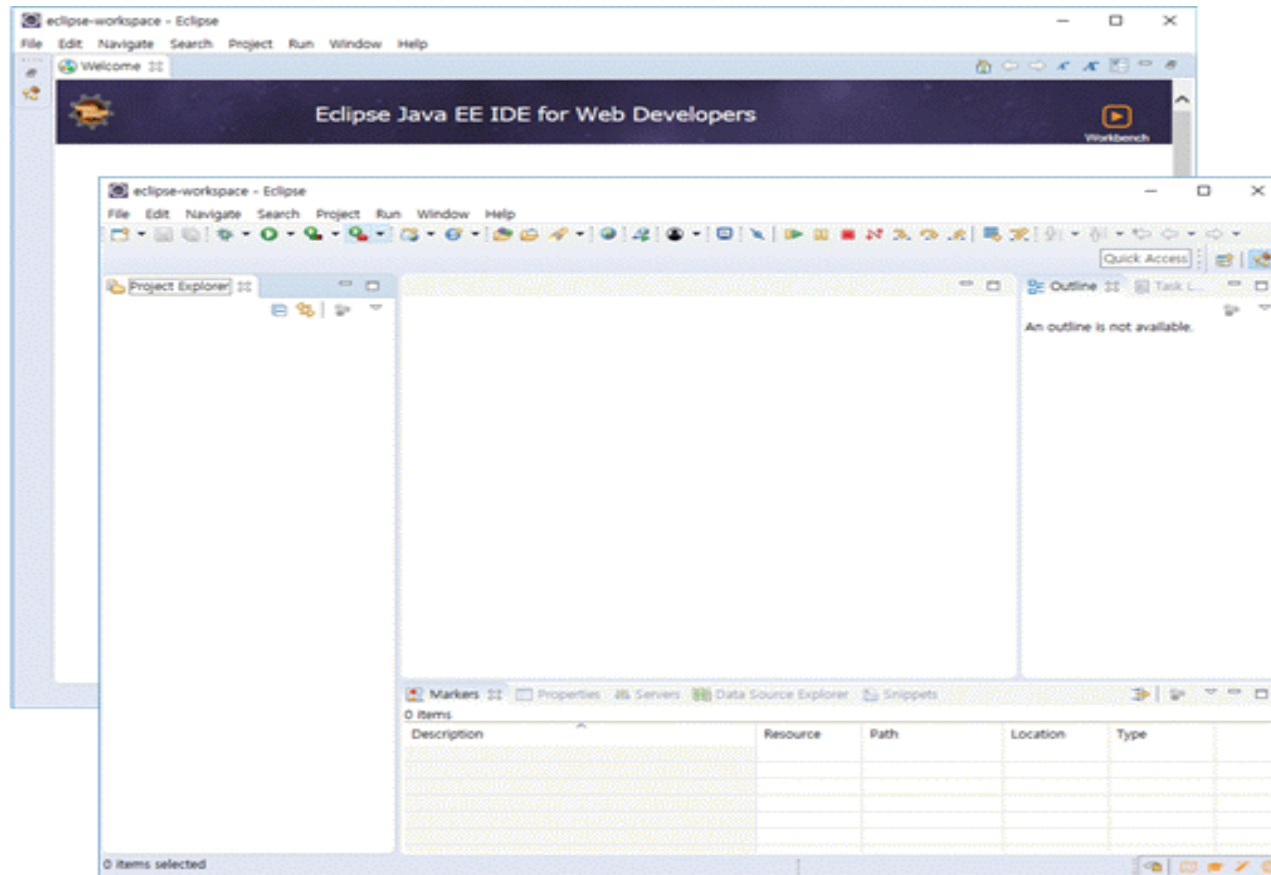 eclipse-workspace - Eclipse
File Edit Navigate Search Project Run Window Help
Welcome
Eclipse Java EE IDE for Web Developers
Workbench
eclipse-workspace - Eclipse
File Edit Navigate Search Project Run Window Help
Quick Access
Project Explorer
Outline Task L...
An outline is not available.
Markers Properties Servers Data Source Explorer Snippets
0 items
Description Resource Path Location Type
0 items selected